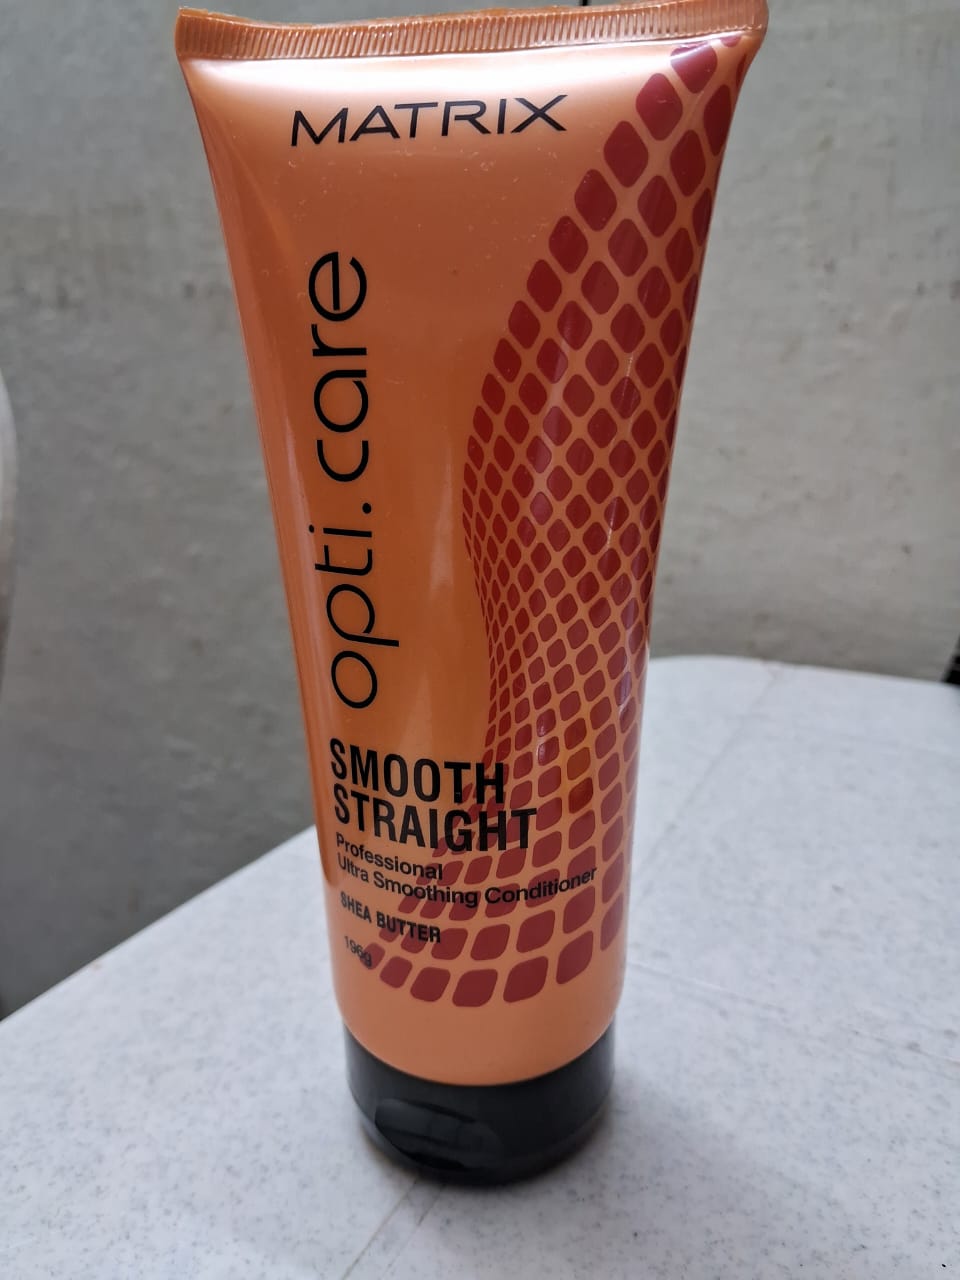 MATRIX
opti.care
SMOOTH
STRAIGHT
Professional
Ultra Smoothing Conditioner
SHEA BUTTER
196g